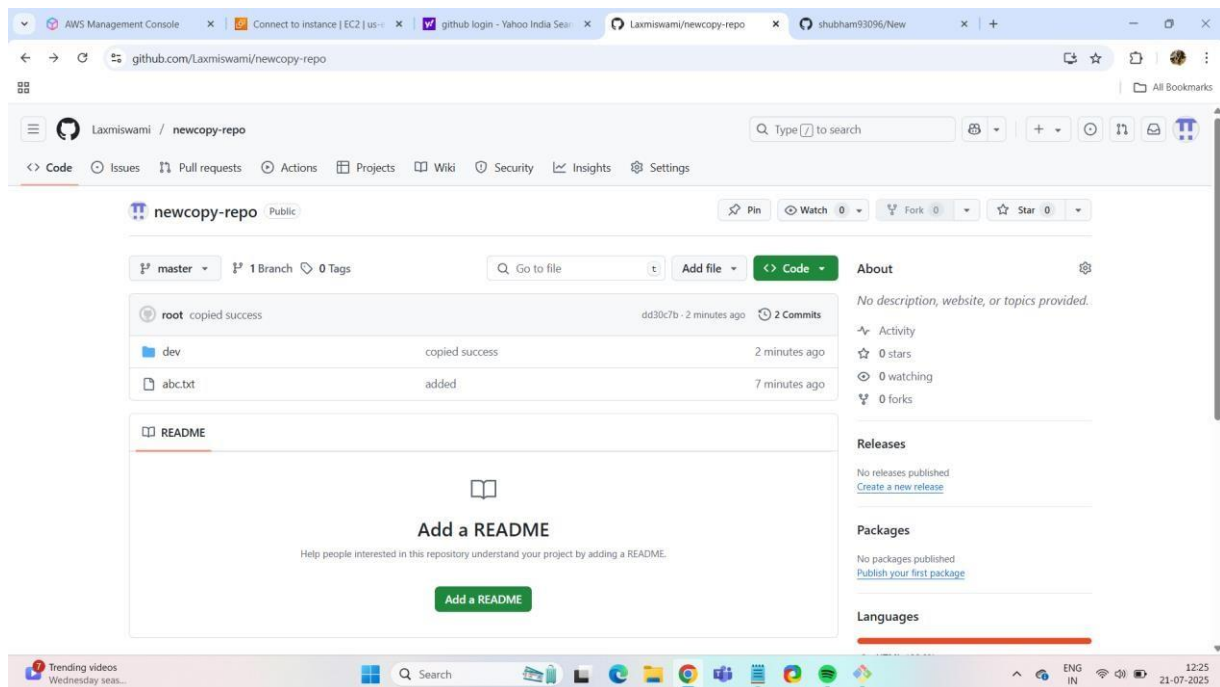 AWS Management Console
Connect to instance | EC2 | us-e
github login - Yahoo India Sear
Laxmiswami/newcopy-repo
shubham93096/New
github.com/Laxmiswami/newcopy-repo
All Bookmarks
Laxmiswami / newcopy-repo
Type / to search
<> Code Issues Pull requests Actions Projects Wiki Security Insights Settings
newcopy-repo Public
Pin Watch 0 Fork 0 Star 0
master 1 Branch 0 Tags
Go to file t Add file <> Code
root copied success dd30c7b · 2 minutes ago 2 Commits
dev copied success 2 minutes ago
abc.txt added 7 minutes ago
README
Add a README
Help people interested in this repository understand your project by adding a README.
Add a README
About
No description, website, or topics provided.
Activity
0 stars
0 watching
0 forks
Releases
No releases published
Create a new release
Packages
No packages published
Publish your first package
Languages
7
Trending videos
Wednesday seas...
Search
ENG
IN
12:25
21-07-2025